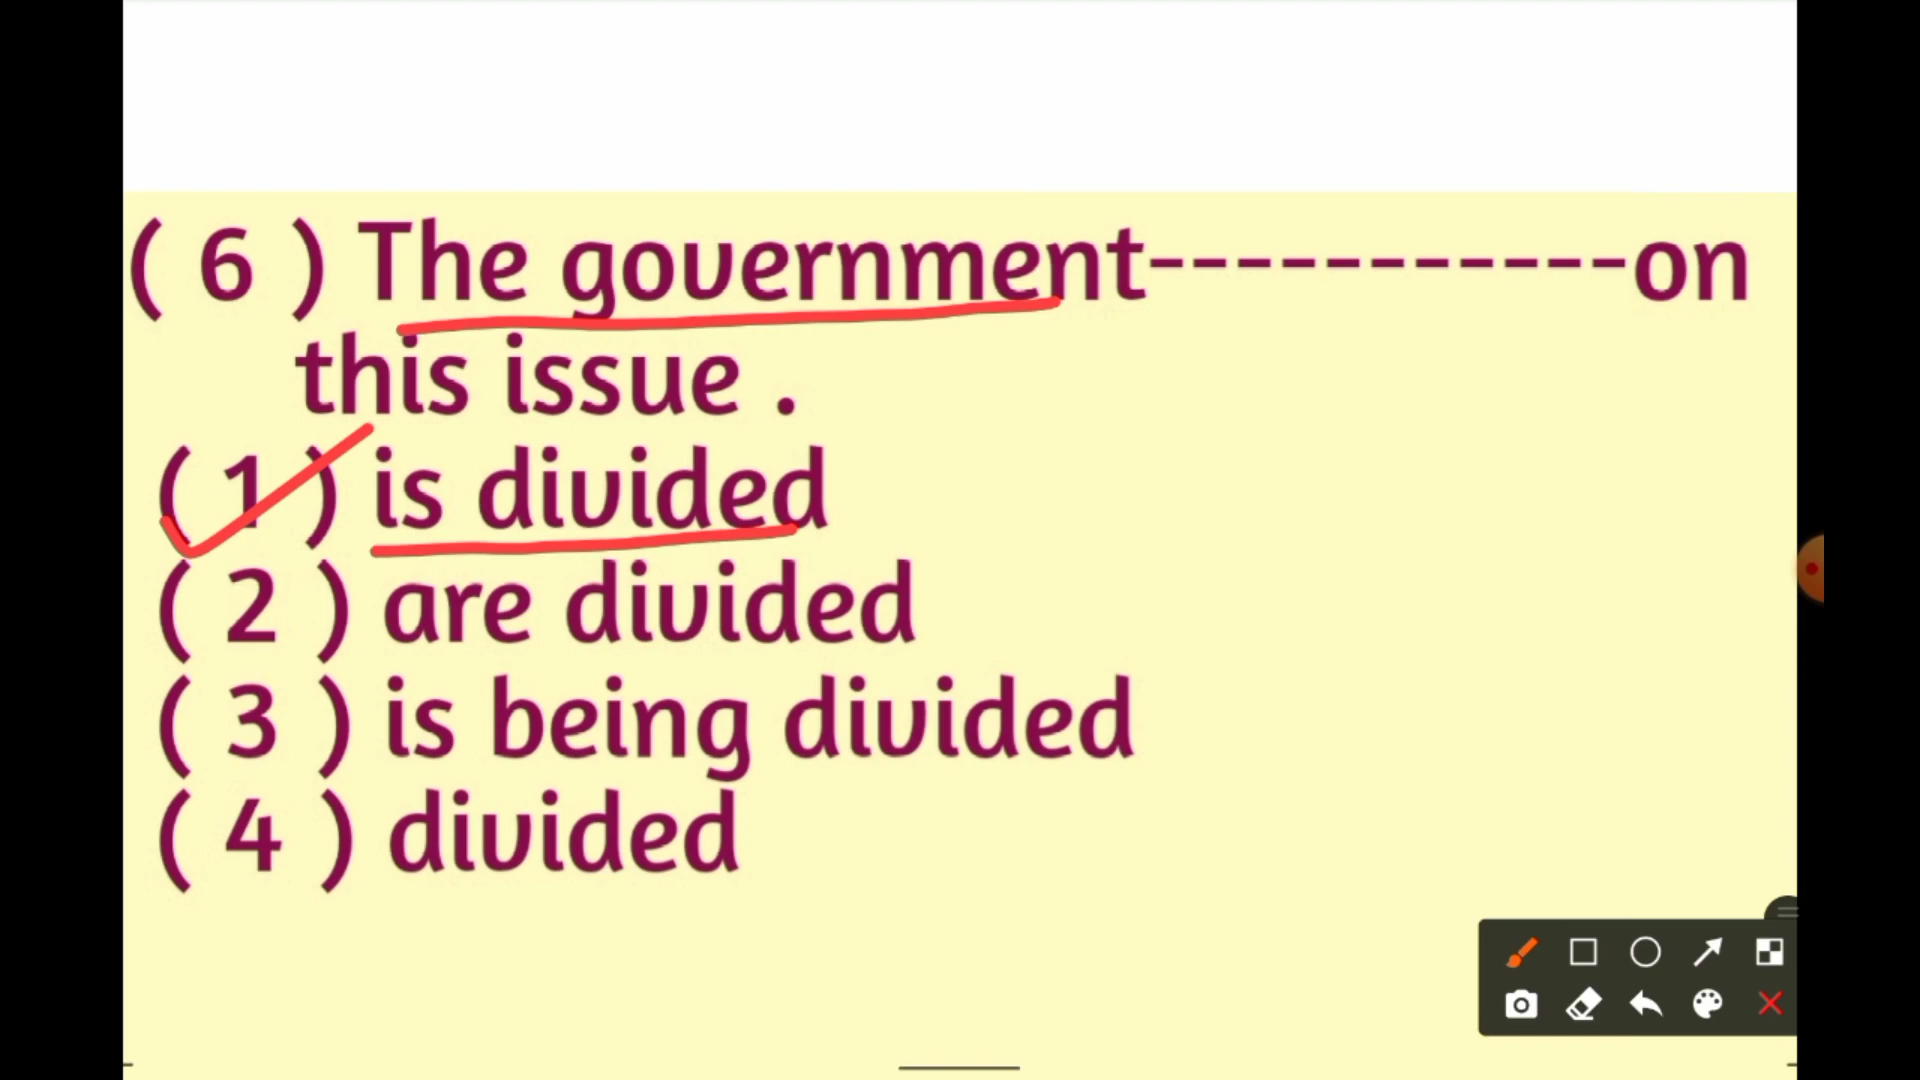 ( 6 ) The government-----------on
this issue .
( 1 ) is divided
( 2 ) are divided
( 3 ) is being divided
( 4 ) divided